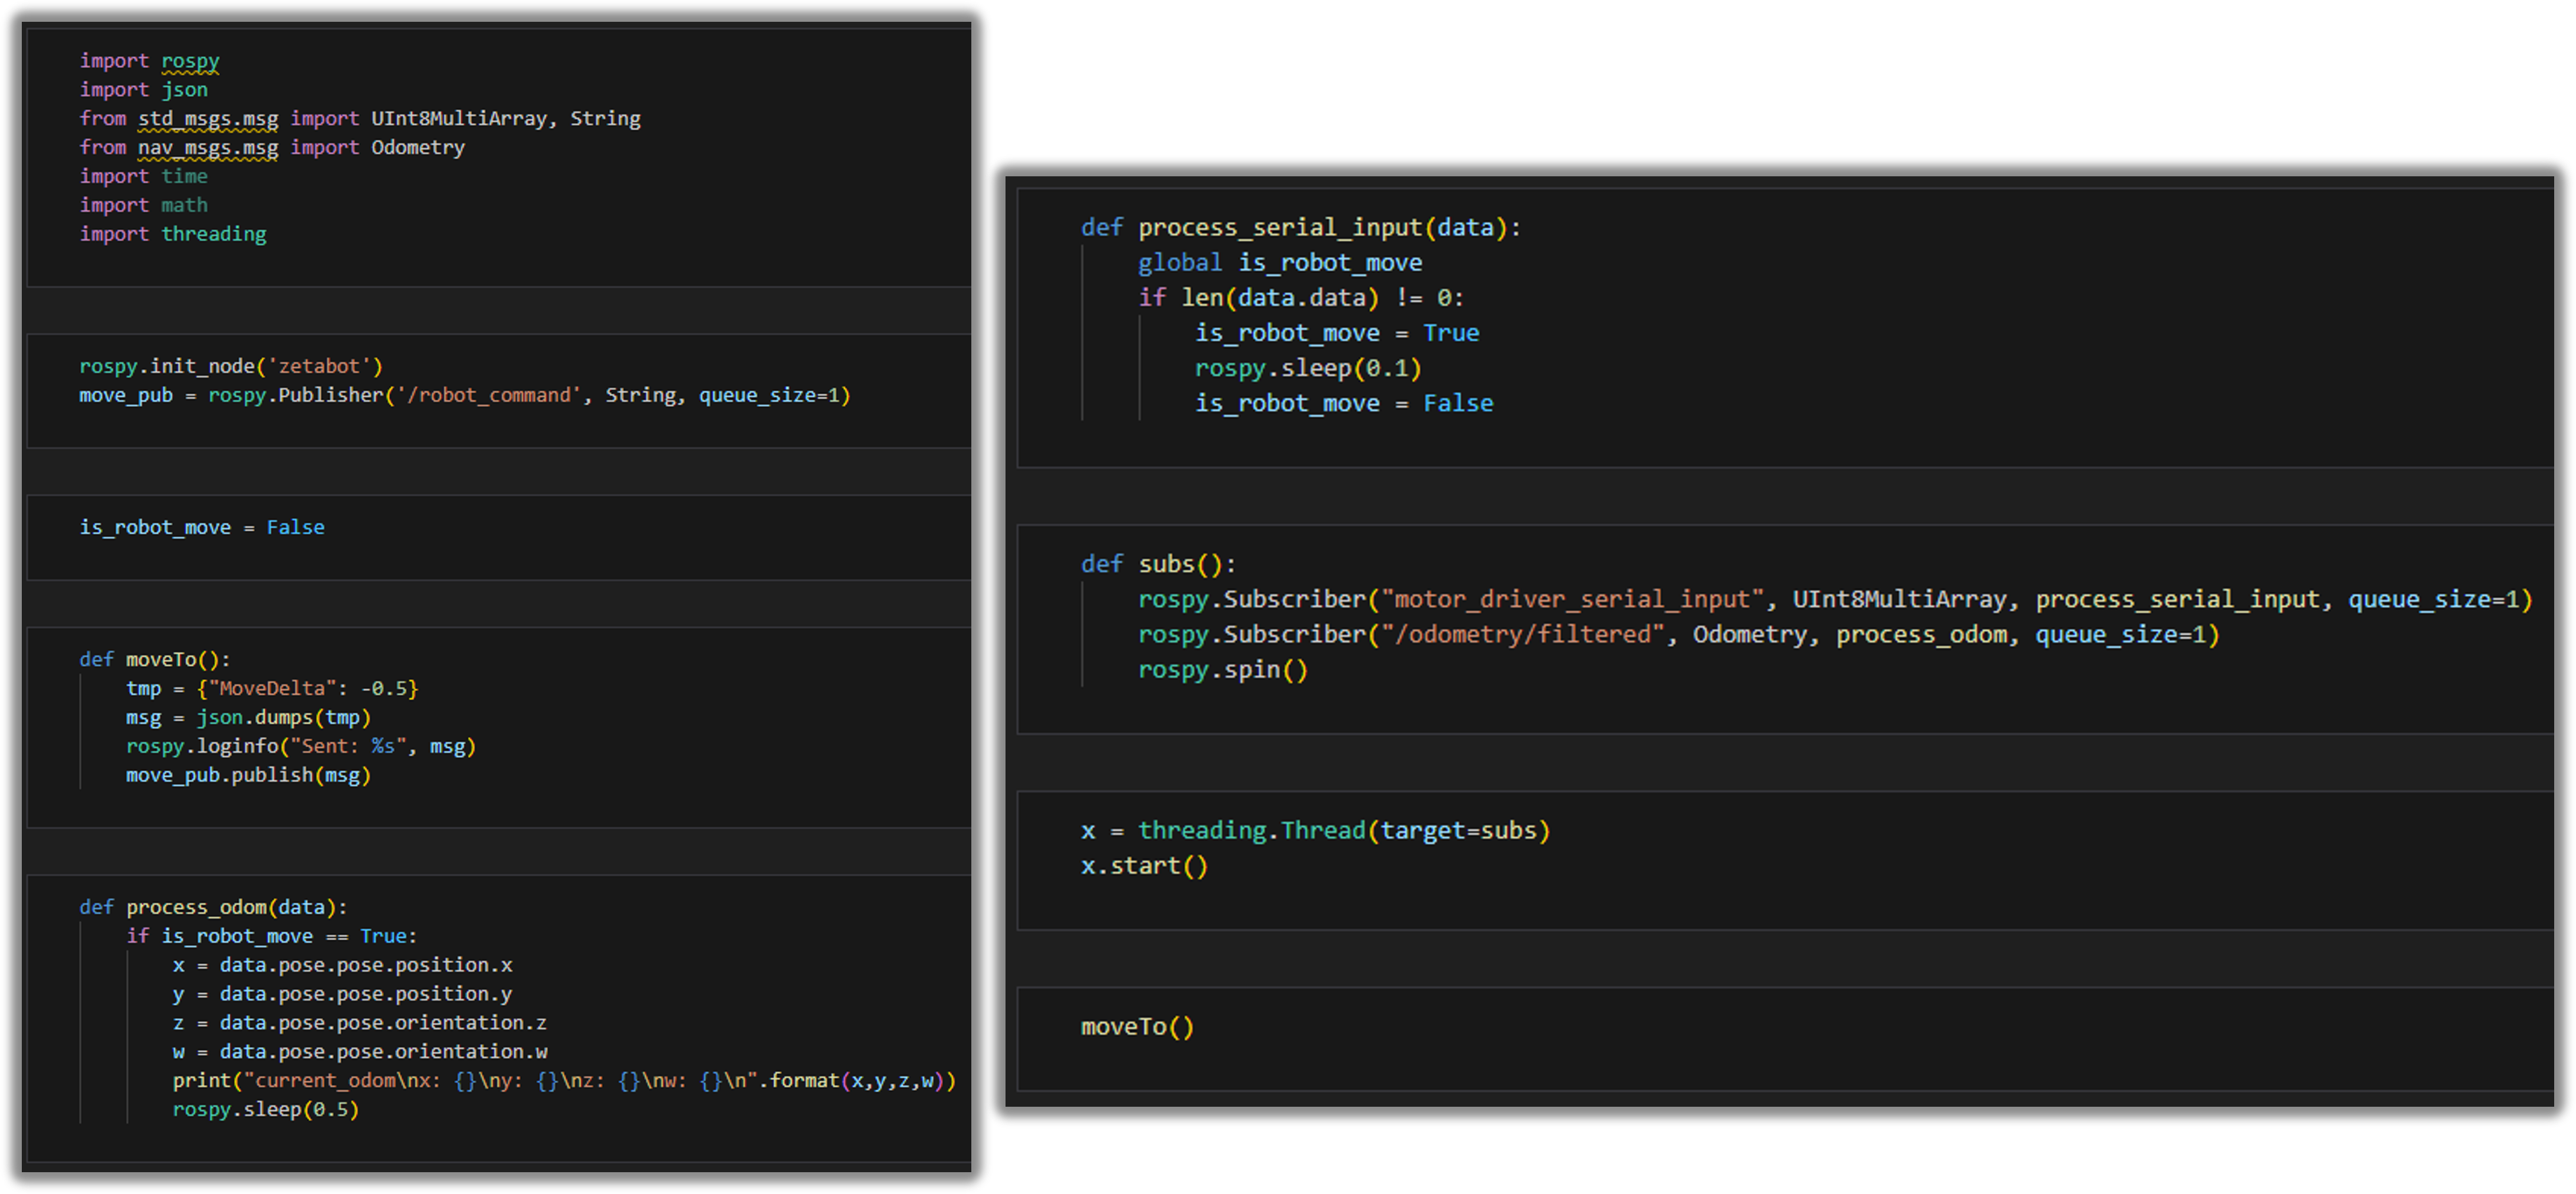 import rospy
import json
from std_msgs.msg import UInt8MultiArray, String
from nav_msgs.msg import Odometry
import time
import math
import threading
rospy.init_node('zetabot')
move_pub = rospy.Publisher('/robot_command', String, queue_size=1)
is_robot_move = False
def moveTo():
    tmp = {"MoveDelta": -0.5}
    msg = json.dumps(tmp)
    rospy.loginfo("Sent: %s", msg)
    move_pub.publish(msg)
def process_odom(data):
    if is_robot_move == True:
        x = data.pose.pose.position.x
        y = data.pose.pose.position.y
        z = data.pose.pose.orientation.z
        w = data.pose.pose.orientation.w
        print("current_odom\nx: {}\ny: {}\nz: {}\nw: {}\n".format(x,y,z,w))
        rospy.sleep(0.5)
def process_serial_input(data):
    global is_robot_move
    if len(data.data) != 0:
        is_robot_move = True
        rospy.sleep(0.1)
        is_robot_move = False
def subs():
    rospy.Subscriber("motor_driver_serial_input", UInt8MultiArray, process_serial_input, queue_size=1)
    rospy.Subscriber("/odometry/filtered", Odometry, process_odom, queue_size=1)
    rospy.spin()
x = threading.Thread(target=subs)
x.start()
moveTo()